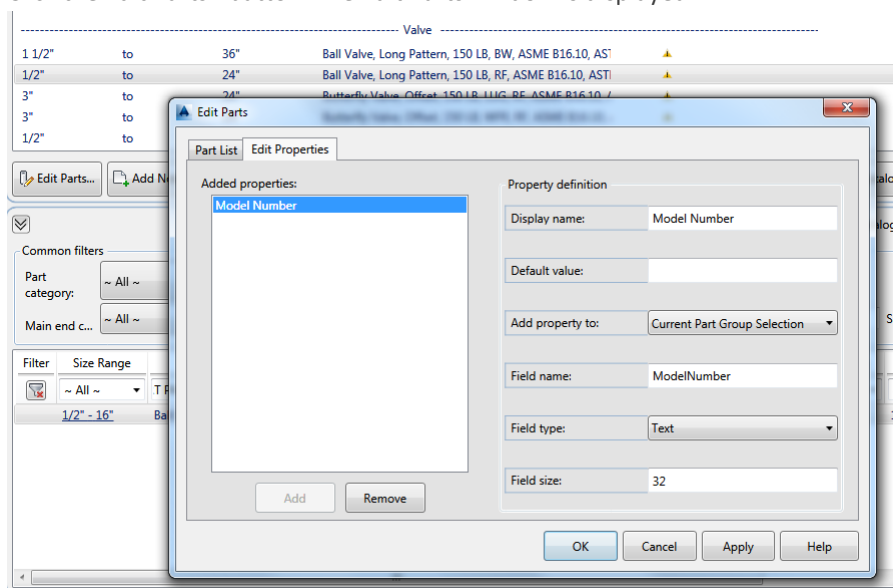 Valve
1 1/2" to 36" Ball Valve, Long Pattern, 150 LB, BW, ASME B16.10, AST
1/2" to 24" Ball Valve, Long Pattern, 150 LB, RF, ASME B16.10, ASTI
3" to 24" Butterfly Valve, Offset, 150 LB, LUG, RF, ASME B16.10,
3" to
1/2" to
Edit Parts
Part List Edit Properties
Edit Parts... Add N
Added properties:
Model Number
Property definition
Display name: Model Number
Default value:
Add property to: Current Part Group Selection
Field name: ModelNumber
Field type: Text
Field size: 32
Add Remove
OK Cancel Apply Help
Common filters
Part category: ~ All ~
Main end c... ~ All ~
Filter Size Range
~ All ~
1/2" - 16" Ba